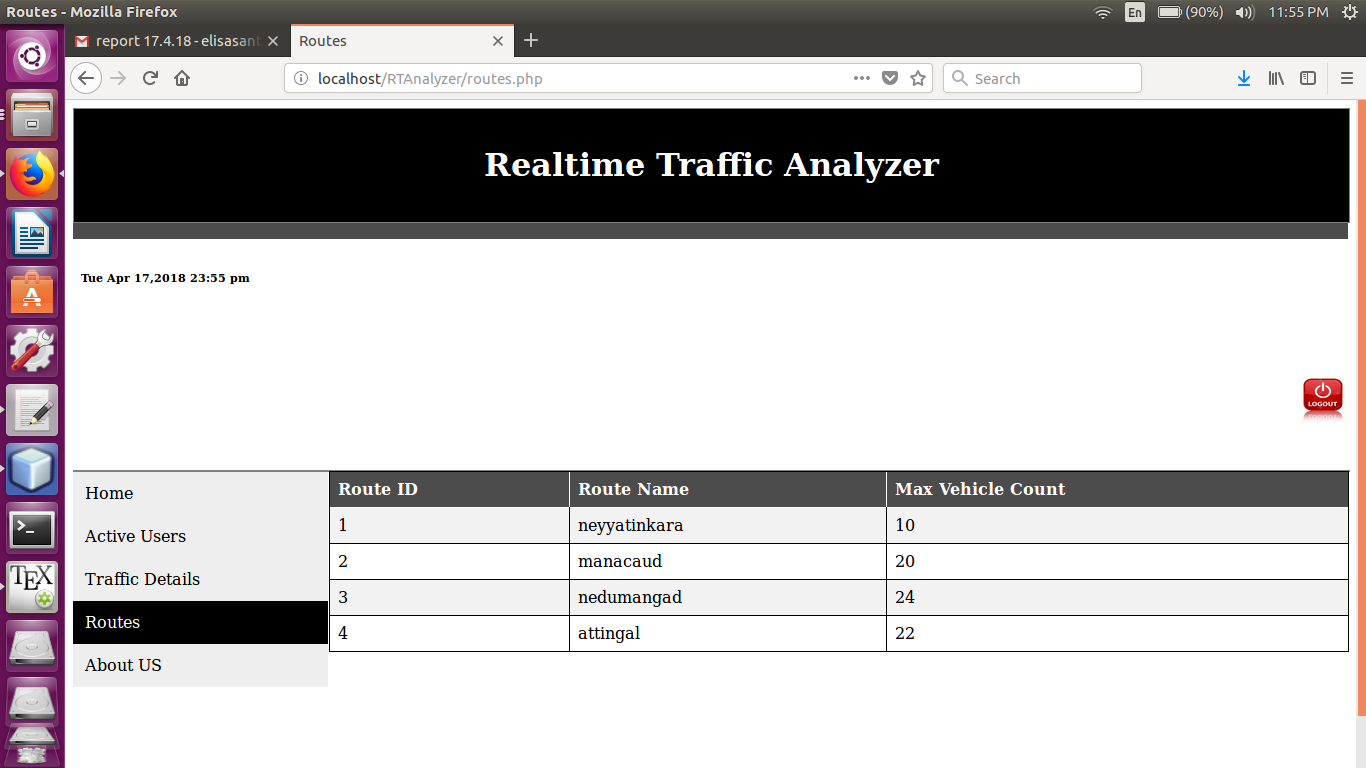 Routes - Mozilla Firefox
En (90%) 11:55 PM
report 17.4.18 - elisasant
Routes
localhost/RTAnalyzer/routes.php
Search
Realtime Traffic Analyzer
Tue Apr 17,2018 23:55 pm
LOGOUT
Home
Active Users
Traffic Details
Routes
About US
Route ID Route Name Max Vehicle Count
1 neyyatinkara 10
2 manacaud 20
3 nedumangad 24
4 attingal 22
TEX